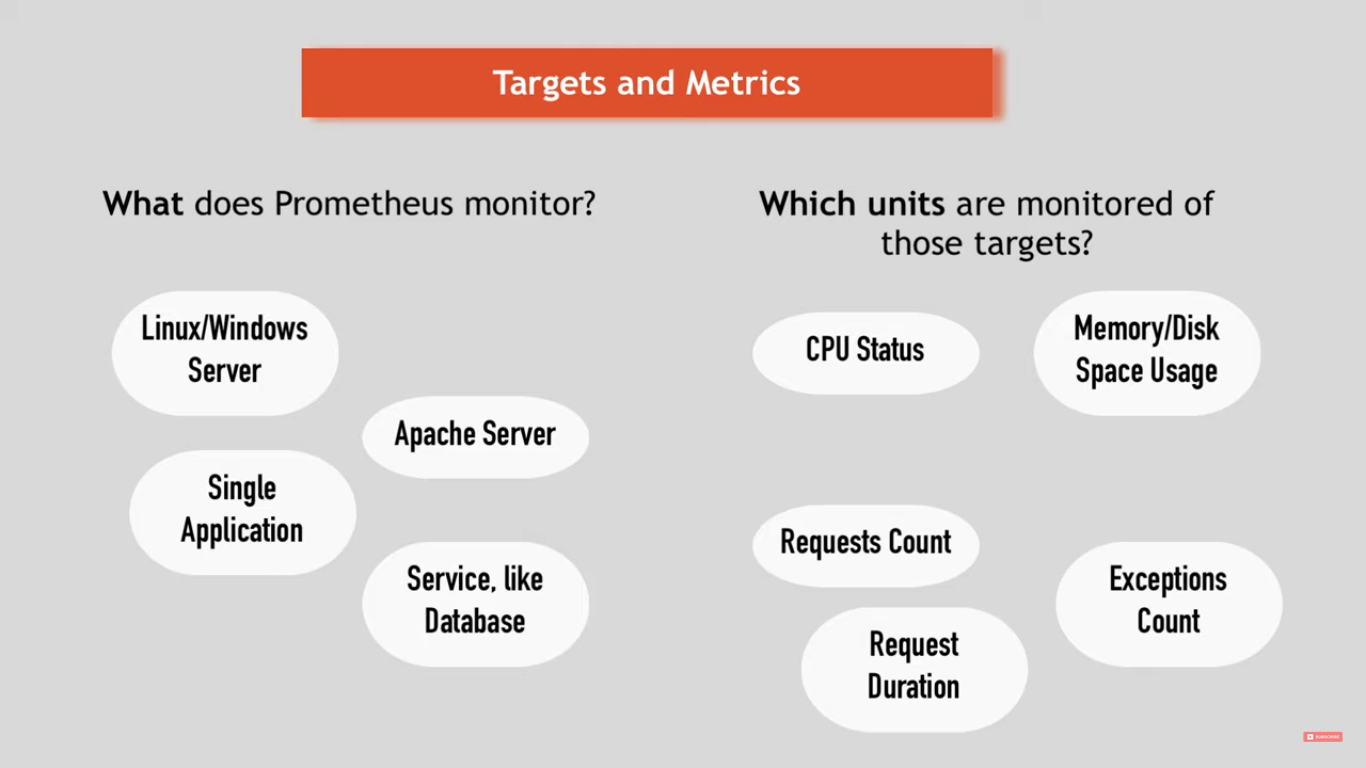 Targets and Metrics
What does Prometheus monitor?
Linux/Windows
Server
Apache Server
Single
Application
Service, like
Database
Which units are monitored of
those targets?
CPU Status
Memory/Disk
Space Usage
Requests Count
Exceptions
Count
Request
Duration
SUBSCRIBE